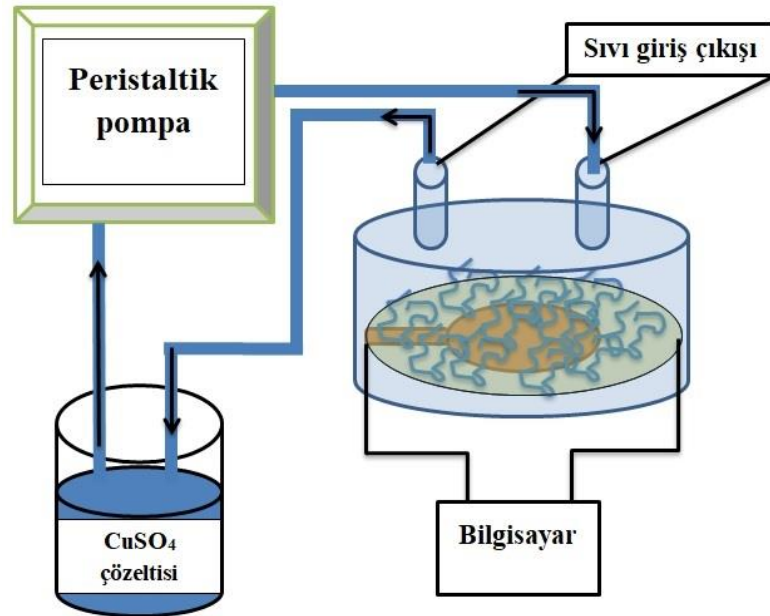 Peristaltik
pompa
Sıvı giriş çıkışı
CuSO₄
çözeltisi
Bilgisayar